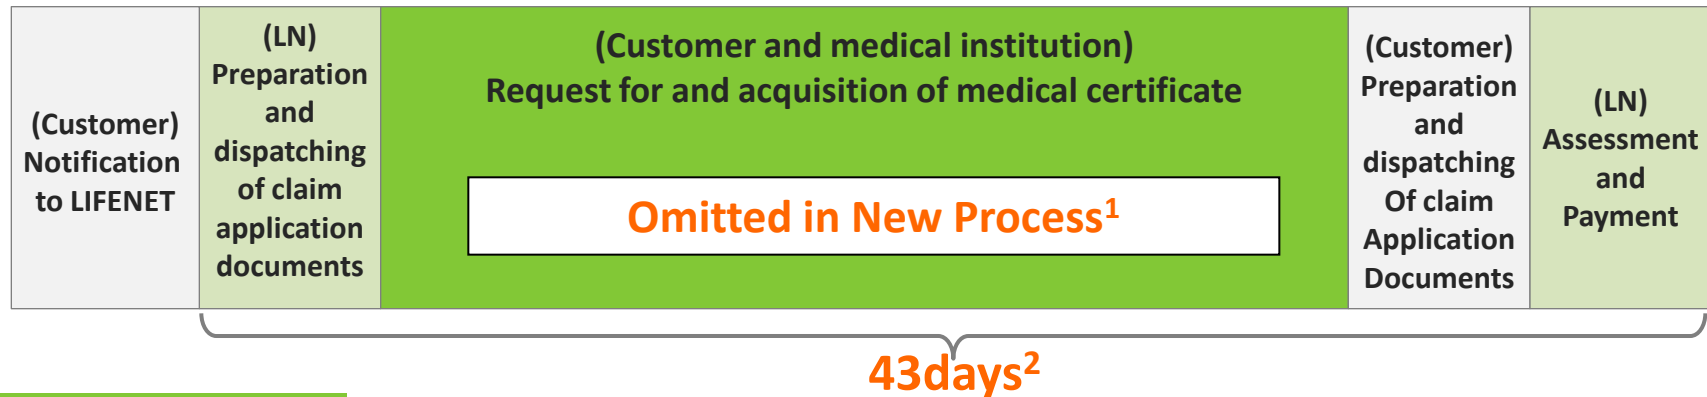 (Customer)
Notification
to LIFENET
(LN)
Preparation
and
dispatching
of claim
application
documents
(Customer and medical institution)
Request for and acquisition of medical certificate
Omitted in New Process¹
(Customer)
Preparation
and
dispatching
Of claim
Application
Documents
(LN)
Assessment
and
Payment
43days²